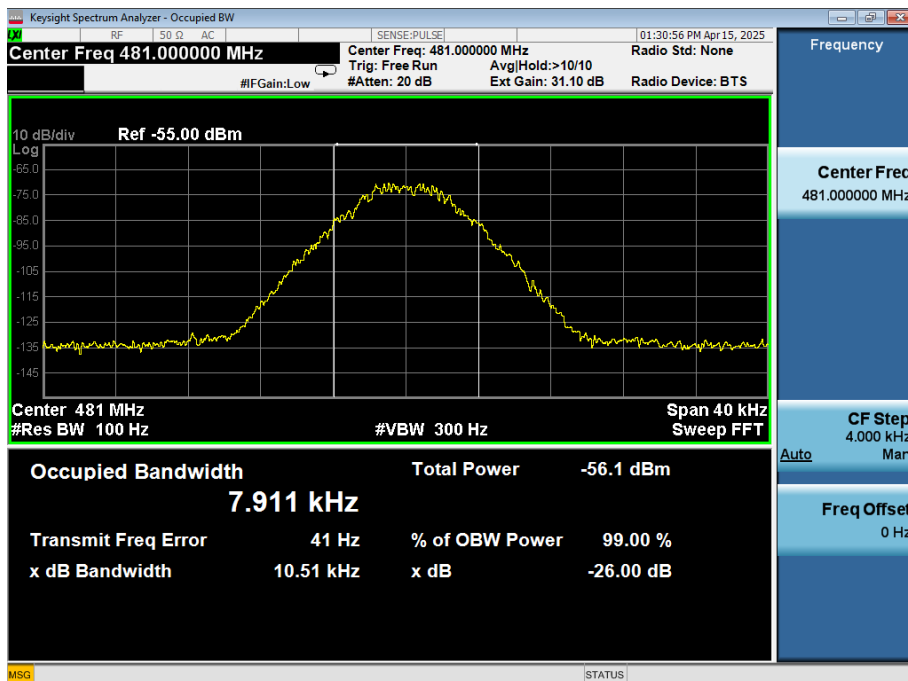 Keysight Spectrum Analyzer - Occupied BW
LXI RF 50 Ω AC SENSE:PULSE 01:30:56 PM Apr 15, 2025
Center Freq 481.000000 MHz
Center Freq: 481.000000 MHz Radio Std: None
Trig: Free Run Avg|Hold:>10/10
#IFGain:Low #Atten: 20 dB Ext Gain: 31.10 dB Radio Device: BTS
10 dB/div Ref -55.00 dBm
Log
-65.0
-75.0
-85.0
-95.0
-105
-115
-125
-135
-145
Center 481 MHz Span 40 kHz
#Res BW 100 Hz #VBW 300 Hz Sweep FFT
Occupied Bandwidth Total Power -56.1 dBm
7.911 kHz
Transmit Freq Error 41 Hz % of OBW Power 99.00 %
x dB Bandwidth 10.51 kHz x dB -26.00 dB
Frequency
Center Freq
481.000000 MHz
CF Step
4.000 kHz
Auto Man
Freq Offset
0 Hz
MSG STATUS